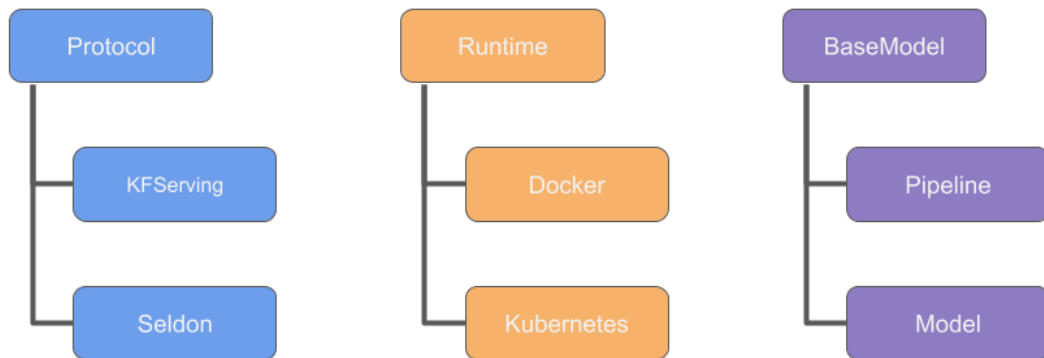 Protocol
KFServing
Seldon
Runtime
Docker
Kubernetes
BaseModel
Pipeline
Model